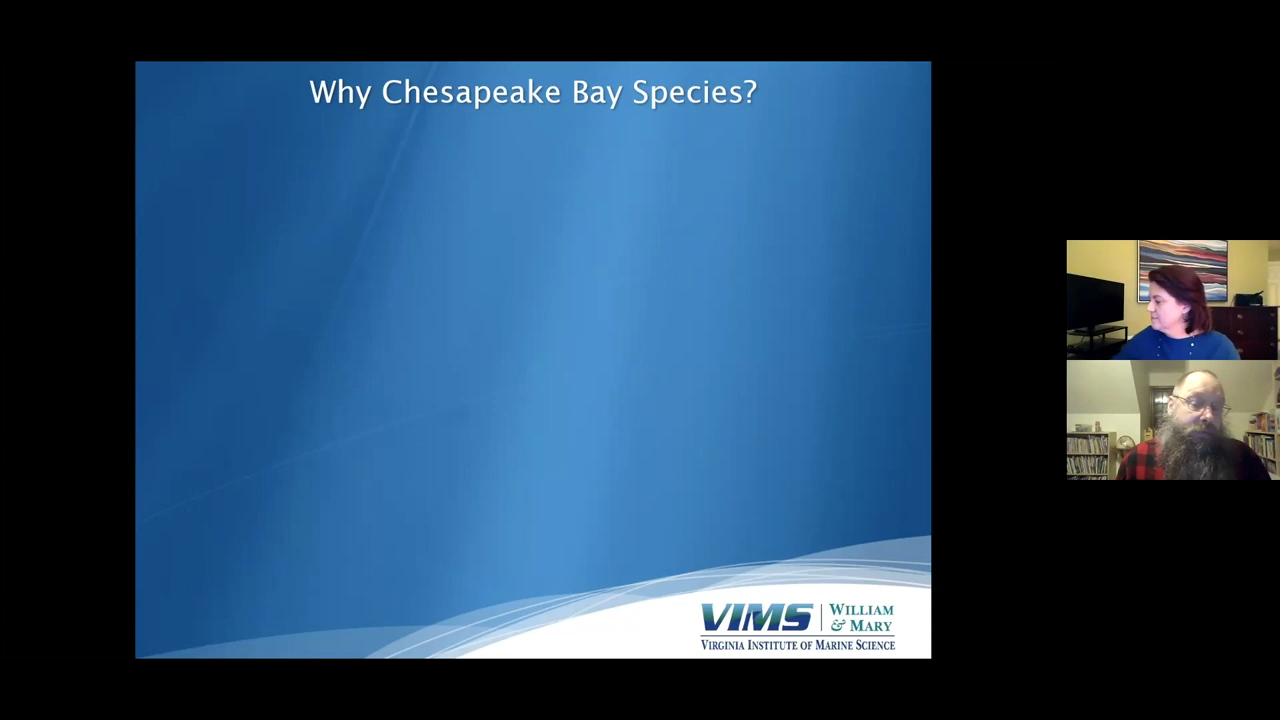 Why Chesapeake Bay Species?
VIMS | WILLIAM
& MARY
VIRGINIA INSTITUTE OF MARINE SCIENCE